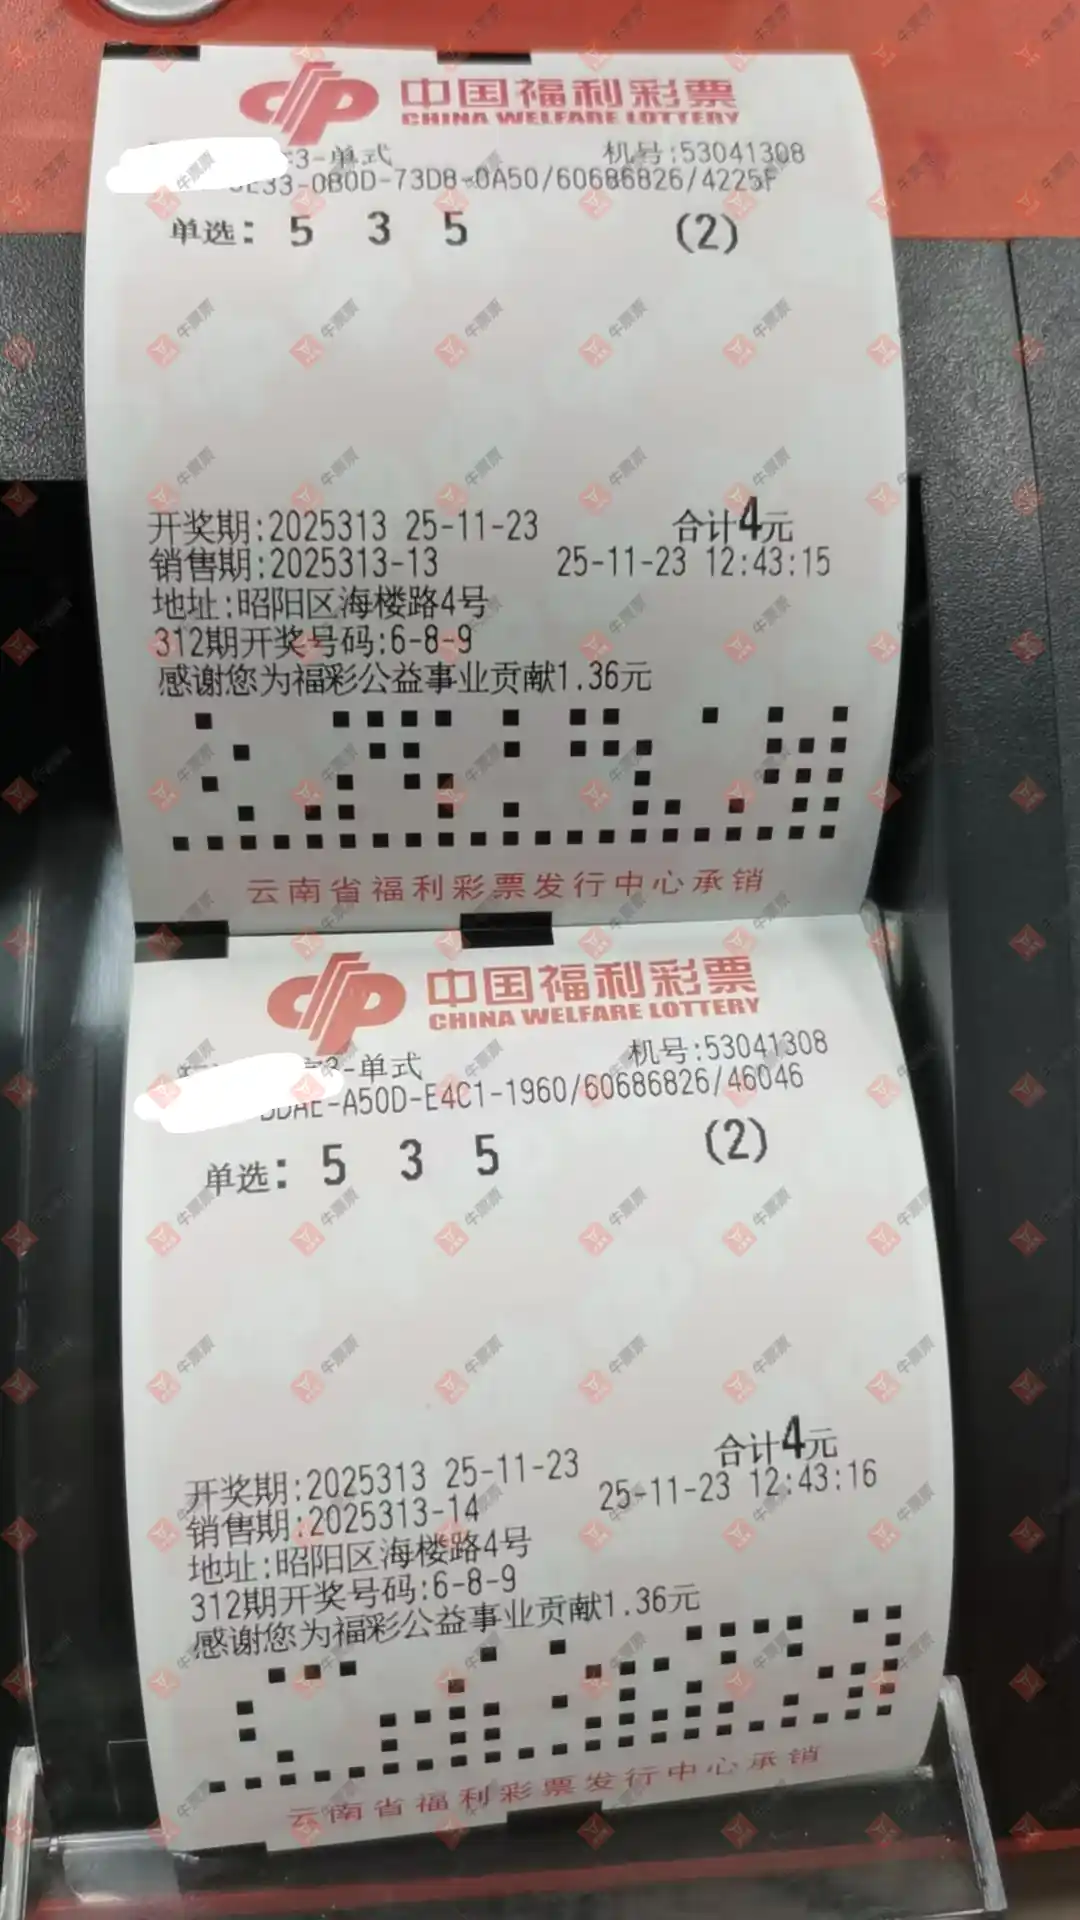 中国福利彩票
CHINA WELFARE LOTTERY
3-单式 机号:53041308
33-0B0D-73D8-0A50/60686826/4225F
单选: 5 3 5 (2)
开奖期:2025313 25-11-23 合计4元
销售期:2025313-13 25-11-23 12:43:15
地址:昭阳区海楼路4号
312期开奖号码:6-8-9
感谢您为福彩公益事业贡献1.36元
云南省福利彩票发行中心承销
中国福利彩票
CHINA WELFARE LOTTERY
3-单式 机号:53041308
DAE-A50D-E4C1-1960/60686826/46046
单选: 5 3 5 (2)
开奖期:2025313 25-11-23 合计4元
销售期:2025313-14 25-11-23 12:43:16
地址:昭阳区海楼路4号
312期开奖号码:6-8-9
感谢您为福彩公益事业贡献1.36元
云南省福利彩票发行中心承销
牛票票